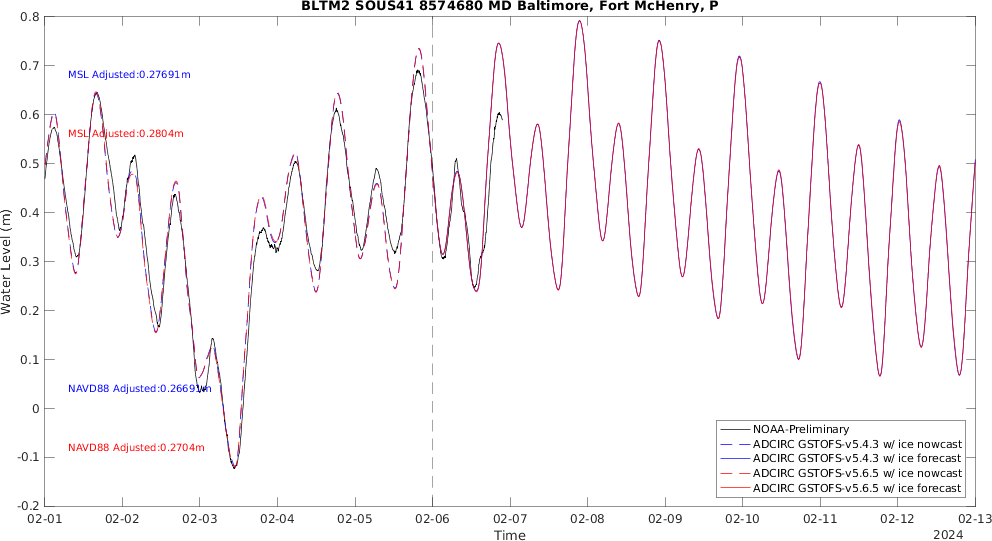 BLTM2 SOUS41 8574680 MD Baltimore, Fort McHenry, P
0.8
0.7
0.6
0.5
0.4
0.3
0.2
0.1
0
-0.1
-0.2
Water Level (m)
MSL Adjusted:0.27691m
MSL Adjusted:0.2804m
NAVD88 Adjusted:0.26691m
NAVD88 Adjusted:0.2704m
NOAA-Preliminary
ADCIRC GSTOFS-v5.4.3 w/ ice nowcast
ADCIRC GSTOFS-v5.4.3 w/ ice forecast
ADCIRC GSTOFS-v5.6.5 w/ ice nowcast
ADCIRC GSTOFS-v5.6.5 w/ ice forecast
02-01 02-02 02-03 02-04 02-05 02-06 02-07 02-08 02-09 02-10 02-11 02-12 02-13
Time
2024